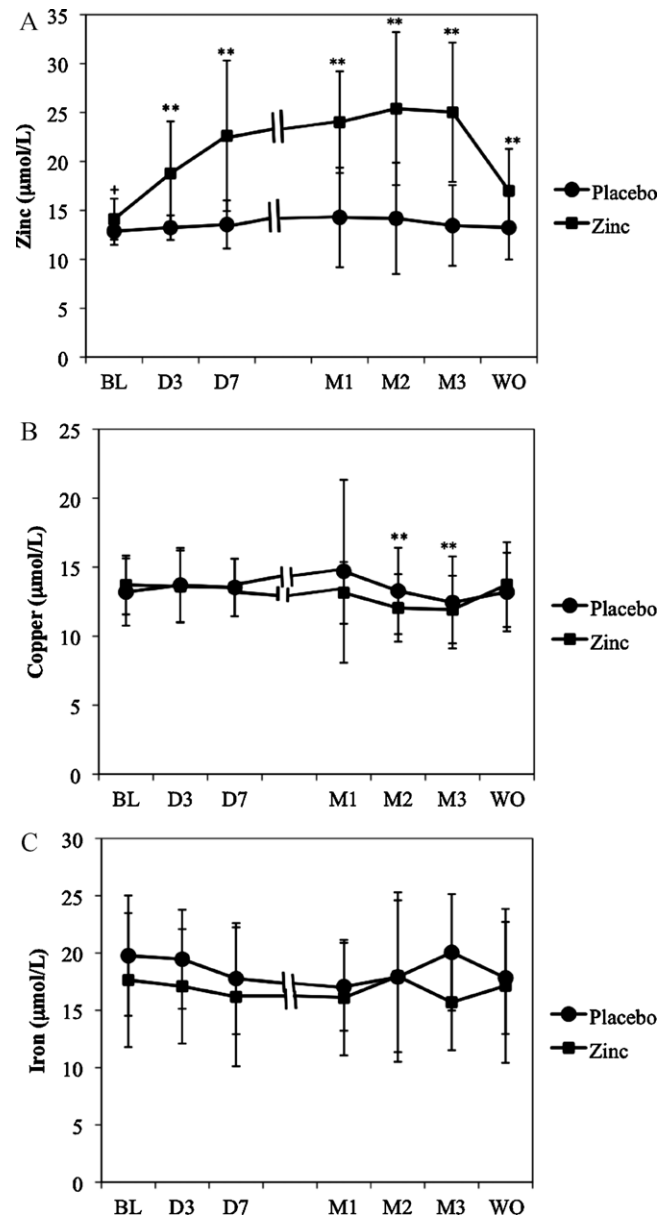 A
Zinc (µmol/L)
35
30
25
20
15
10
5
0
+
**
**
**
**
**
**
BL D3 D7 M1 M2 M3 WO
Placebo
Zinc
B
Copper (µmol/L)
25
20
15
10
5
0
**
**
BL D3 D7 M1 M2 M3 WO
Placebo
Zinc
C
Iron (µmol/L)
30
25
20
15
10
5
0
BL D3 D7 M1 M2 M3 WO
Placebo
Zinc